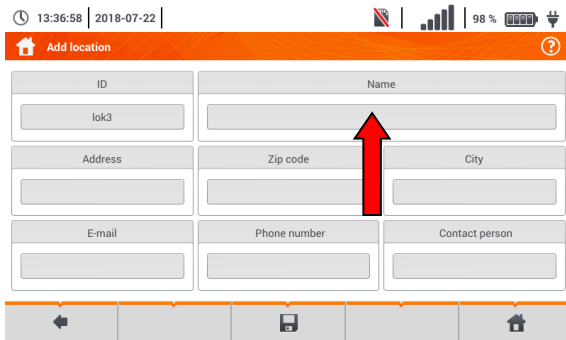 13:36:58 2018-07-22 98 %
Add location ?
ID Name
lok3
Address Zip code City
E-mail Phone number Contact person